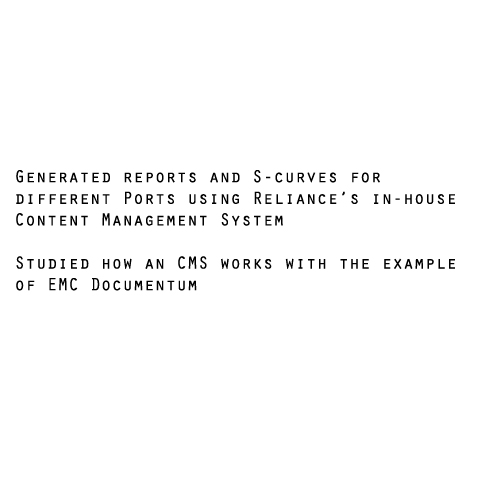 Generated reports and S-curves for
different Ports using Reliance's in-house
Content Management System
Studied how an CMS works with the example
of EMC Documentum